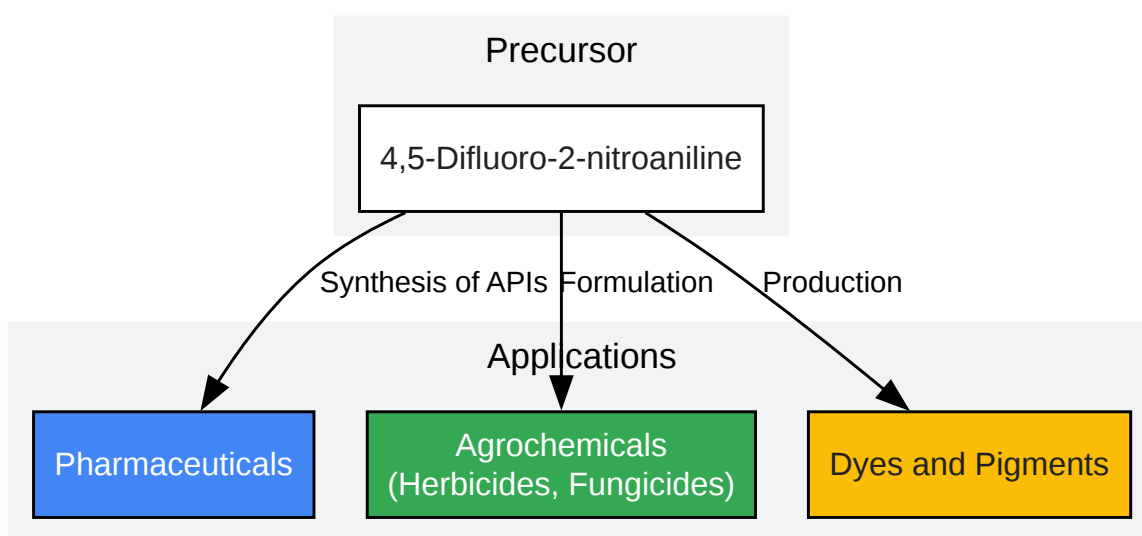 Precursor
4,5-Difluoro-2-nitroaniline
Synthesis of APIs
Formulation
Production
Applications
Pharmaceuticals
Agrochemicals
(Herbicides, Fungicides)
Dyes and Pigments